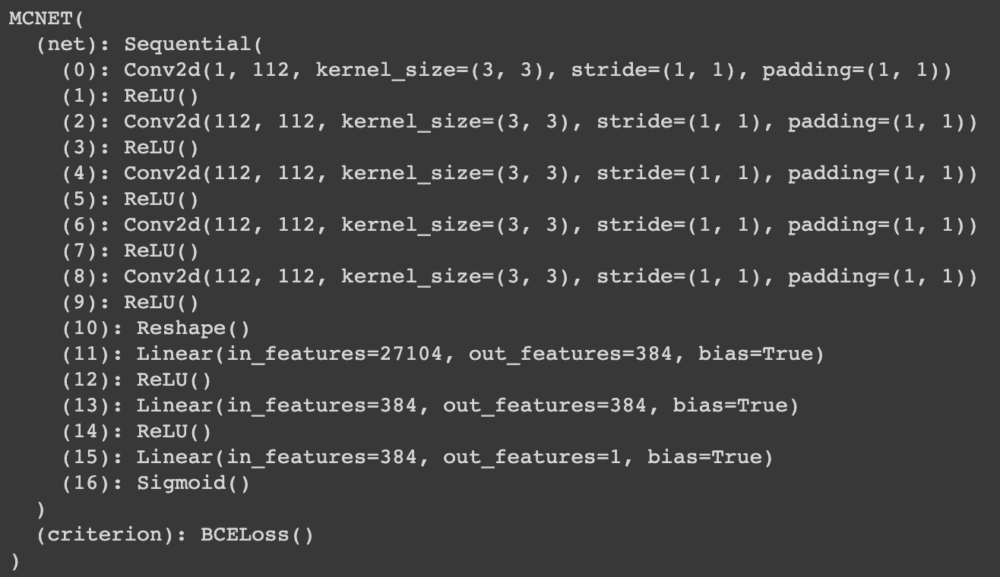 MCNET(
  (net): Sequential(
    (0): Conv2d(1, 112, kernel_size=(3, 3), stride=(1, 1), padding=(1, 1))
    (1): ReLU()
    (2): Conv2d(112, 112, kernel_size=(3, 3), stride=(1, 1), padding=(1, 1))
    (3): ReLU()
    (4): Conv2d(112, 112, kernel_size=(3, 3), stride=(1, 1), padding=(1, 1))
    (5): ReLU()
    (6): Conv2d(112, 112, kernel_size=(3, 3), stride=(1, 1), padding=(1, 1))
    (7): ReLU()
    (8): Conv2d(112, 112, kernel_size=(3, 3), stride=(1, 1), padding=(1, 1))
    (9): ReLU()
    (10): Reshape()
    (11): Linear(in_features=27104, out_features=384, bias=True)
    (12): ReLU()
    (13): Linear(in_features=384, out_features=384, bias=True)
    (14): ReLU()
    (15): Linear(in_features=384, out_features=1, bias=True)
    (16): Sigmoid()
  )
  (criterion): BCELoss()
)